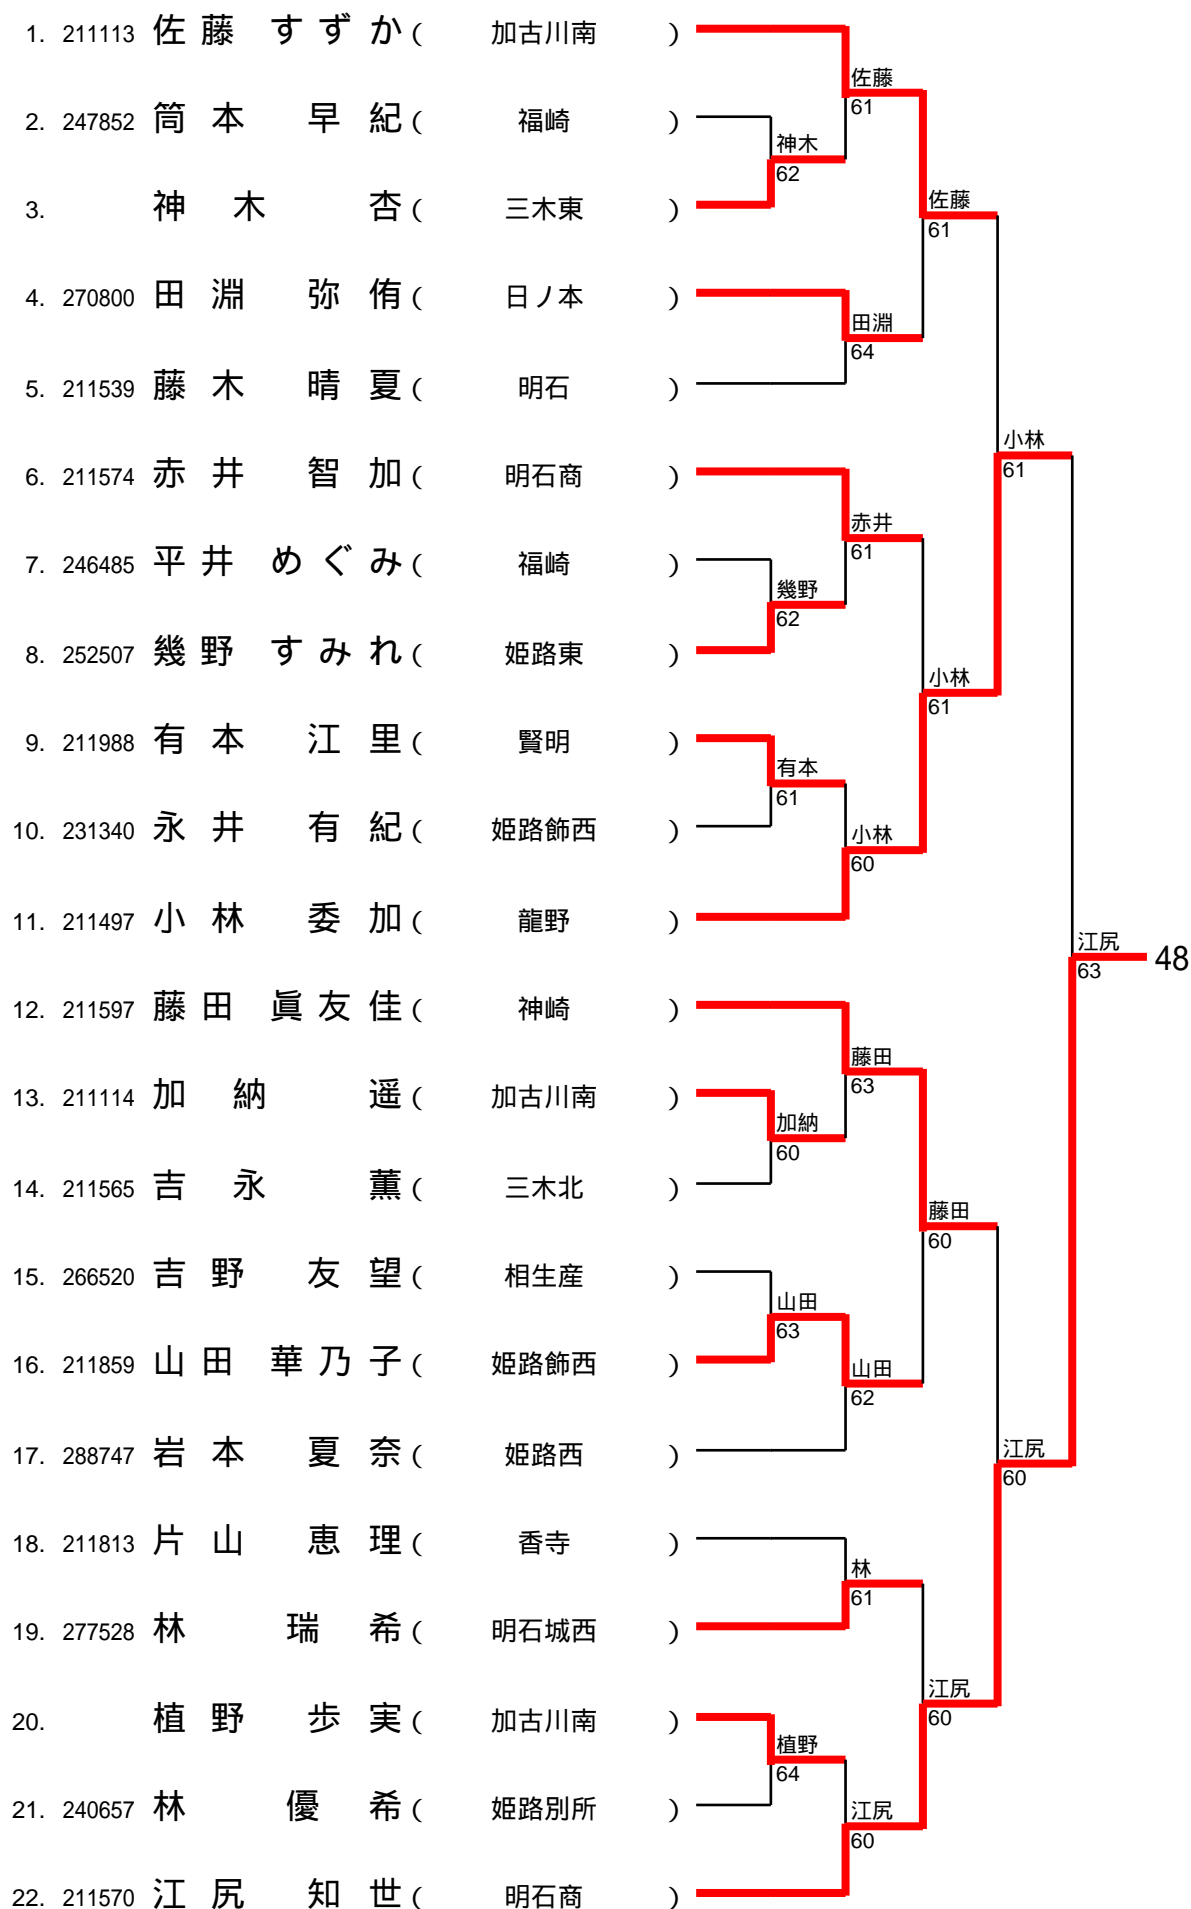 1. 211113 佐藤 すずか ( 加古川南 )
佐藤
61
2. 247852 筒本 早紀 ( 福崎 )
神木
62
3. 神木 杏 ( 三木東 )
佐藤
61
4. 270800 田淵 弥侑 ( 日ノ本 )
田淵
64
5. 211539 藤木 晴夏 ( 明石 )
小林
61
6. 211574 赤井 智加 ( 明石商 )
赤井
61
7. 246485 平井 めぐみ ( 福崎 )
幾野
62
8. 252507 幾野 すみれ ( 姫路東 )
小林
61
9. 211988 有本 江里 ( 賢明 )
有本
61
10. 231340 永井 有紀 ( 姫路飾西 )
小林
60
11. 211497 小林 委加 ( 龍野 )
江尻
63
48
12. 211597 藤田 眞友佳 ( 神崎 )
藤田
63
13. 211114 加納 遥 ( 加古川南 )
加納
60
14. 211565 吉永 薫 ( 三木北 )
藤田
60
15. 266520 吉野 友望 ( 相生産 )
山田
63
16. 211859 山田 華乃子 ( 姫路飾西 )
山田
62
17. 288747 岩本 夏奈 ( 姫路西 )
江尻
60
18. 211813 片山 恵理 ( 香寺 )
林
61
19. 277528 林 瑞希 ( 明石城西 )
江尻
60
20. 植野 歩実 ( 加古川南 )
植野
64
21. 240657 林 優希 ( 姫路別所 )
江尻
60
22. 211570 江尻 知世 ( 明石商 )